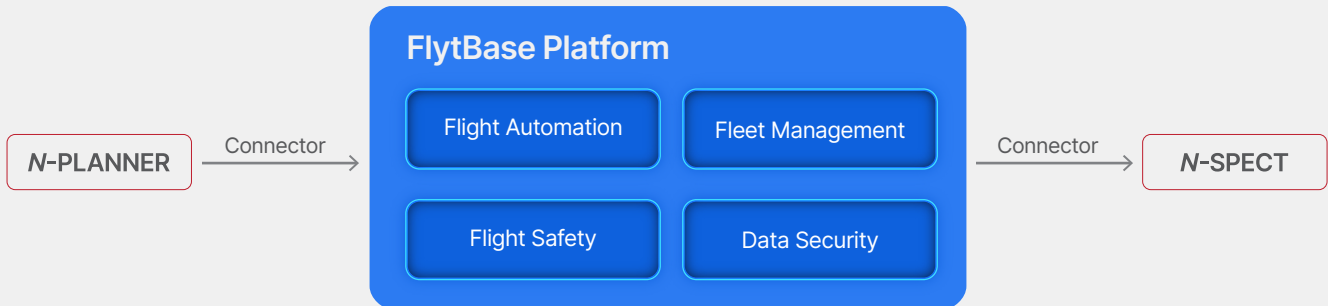 FlytBase Platform
Flight Automation
Fleet Management
N-PLANNER
Connector
Connector
N-SPECT
Flight Safety
Data Security